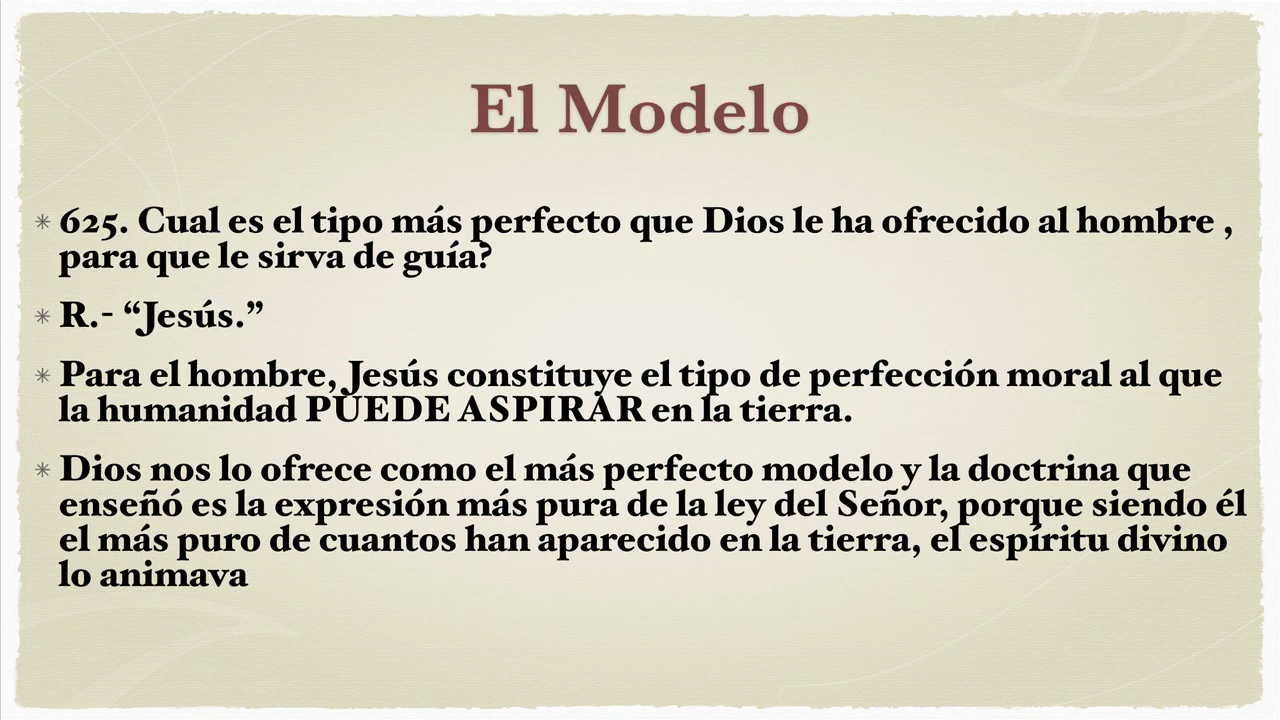 El Modelo
625. Cual es el tipo más perfecto que Dios le ha ofrecido al hombre ,
para que le sirva de guía?
R.- “Jesús.”
Para el hombre, Jesús constituye el tipo de perfección moral al que
la humanidad PUEDE ASPIRAR en la tierra.
Dios nos lo ofrece como el más perfecto modelo y la doctrina que
enseñó es la expresión más pura de la ley del Señor, porque siendo él
el más puro de cuantos han aparecido en la tierra, el espíritu divino
lo animava